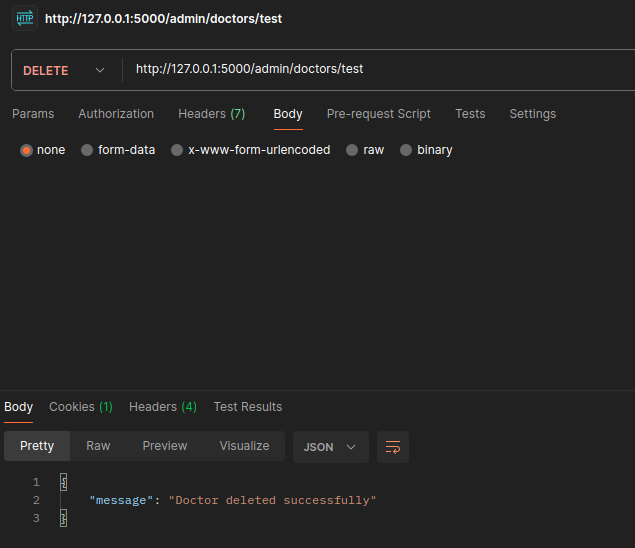 HTTP http://127.0.0.1:5000/admin/doctors/test
DELETE http://127.0.0.1:5000/admin/doctors/test
Params Authorization Headers (7) Body Pre-request Script Tests Settings
none form-data x-www-form-urlencoded raw binary
Body Cookies (1) Headers (4) Test Results
Pretty Raw Preview Visualize JSON
1 {
2 "message": "Doctor deleted successfully"
3 }